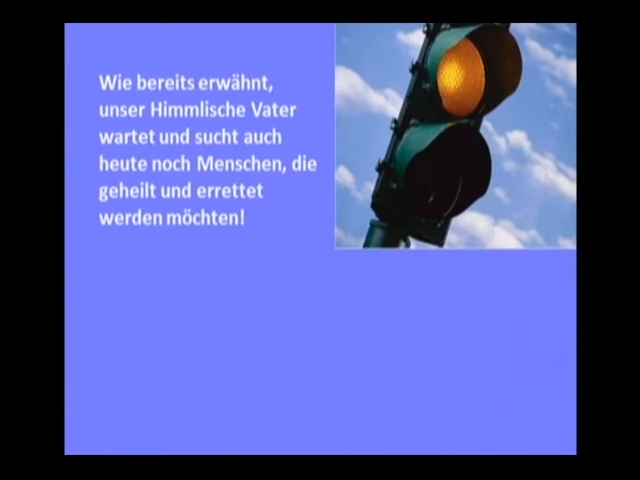 Wie bereits erwähnt,
unser Himmlische Vater
wartet und sucht auch
heute noch Menschen, die
geheilt und errettet
werden möchten!